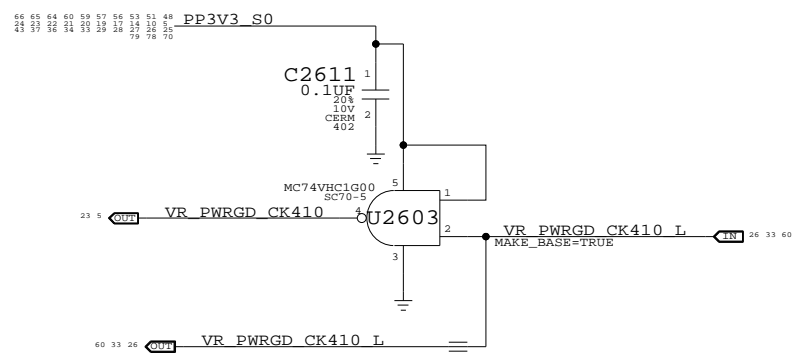 66 65 64 60 59 57 56 53 51 48
24 23 22 21 20 19 17 14 10 5
43 37 36 34 33 29 28 27 26 25
79 78 70
PP3V3_S0
C2611
0.1UF
20%
10V
CERM
402
1
2
MC74VHC1G00
SC70-5
5
1
4
U2603
2
3
23 5
OUT
VR_PWRGD_CK410
VR_PWRGD_CK410_L
MAKE_BASE=TRUE
IN
26 33 60
60 33 26
OUT
VR_PWRGD_CK410_L